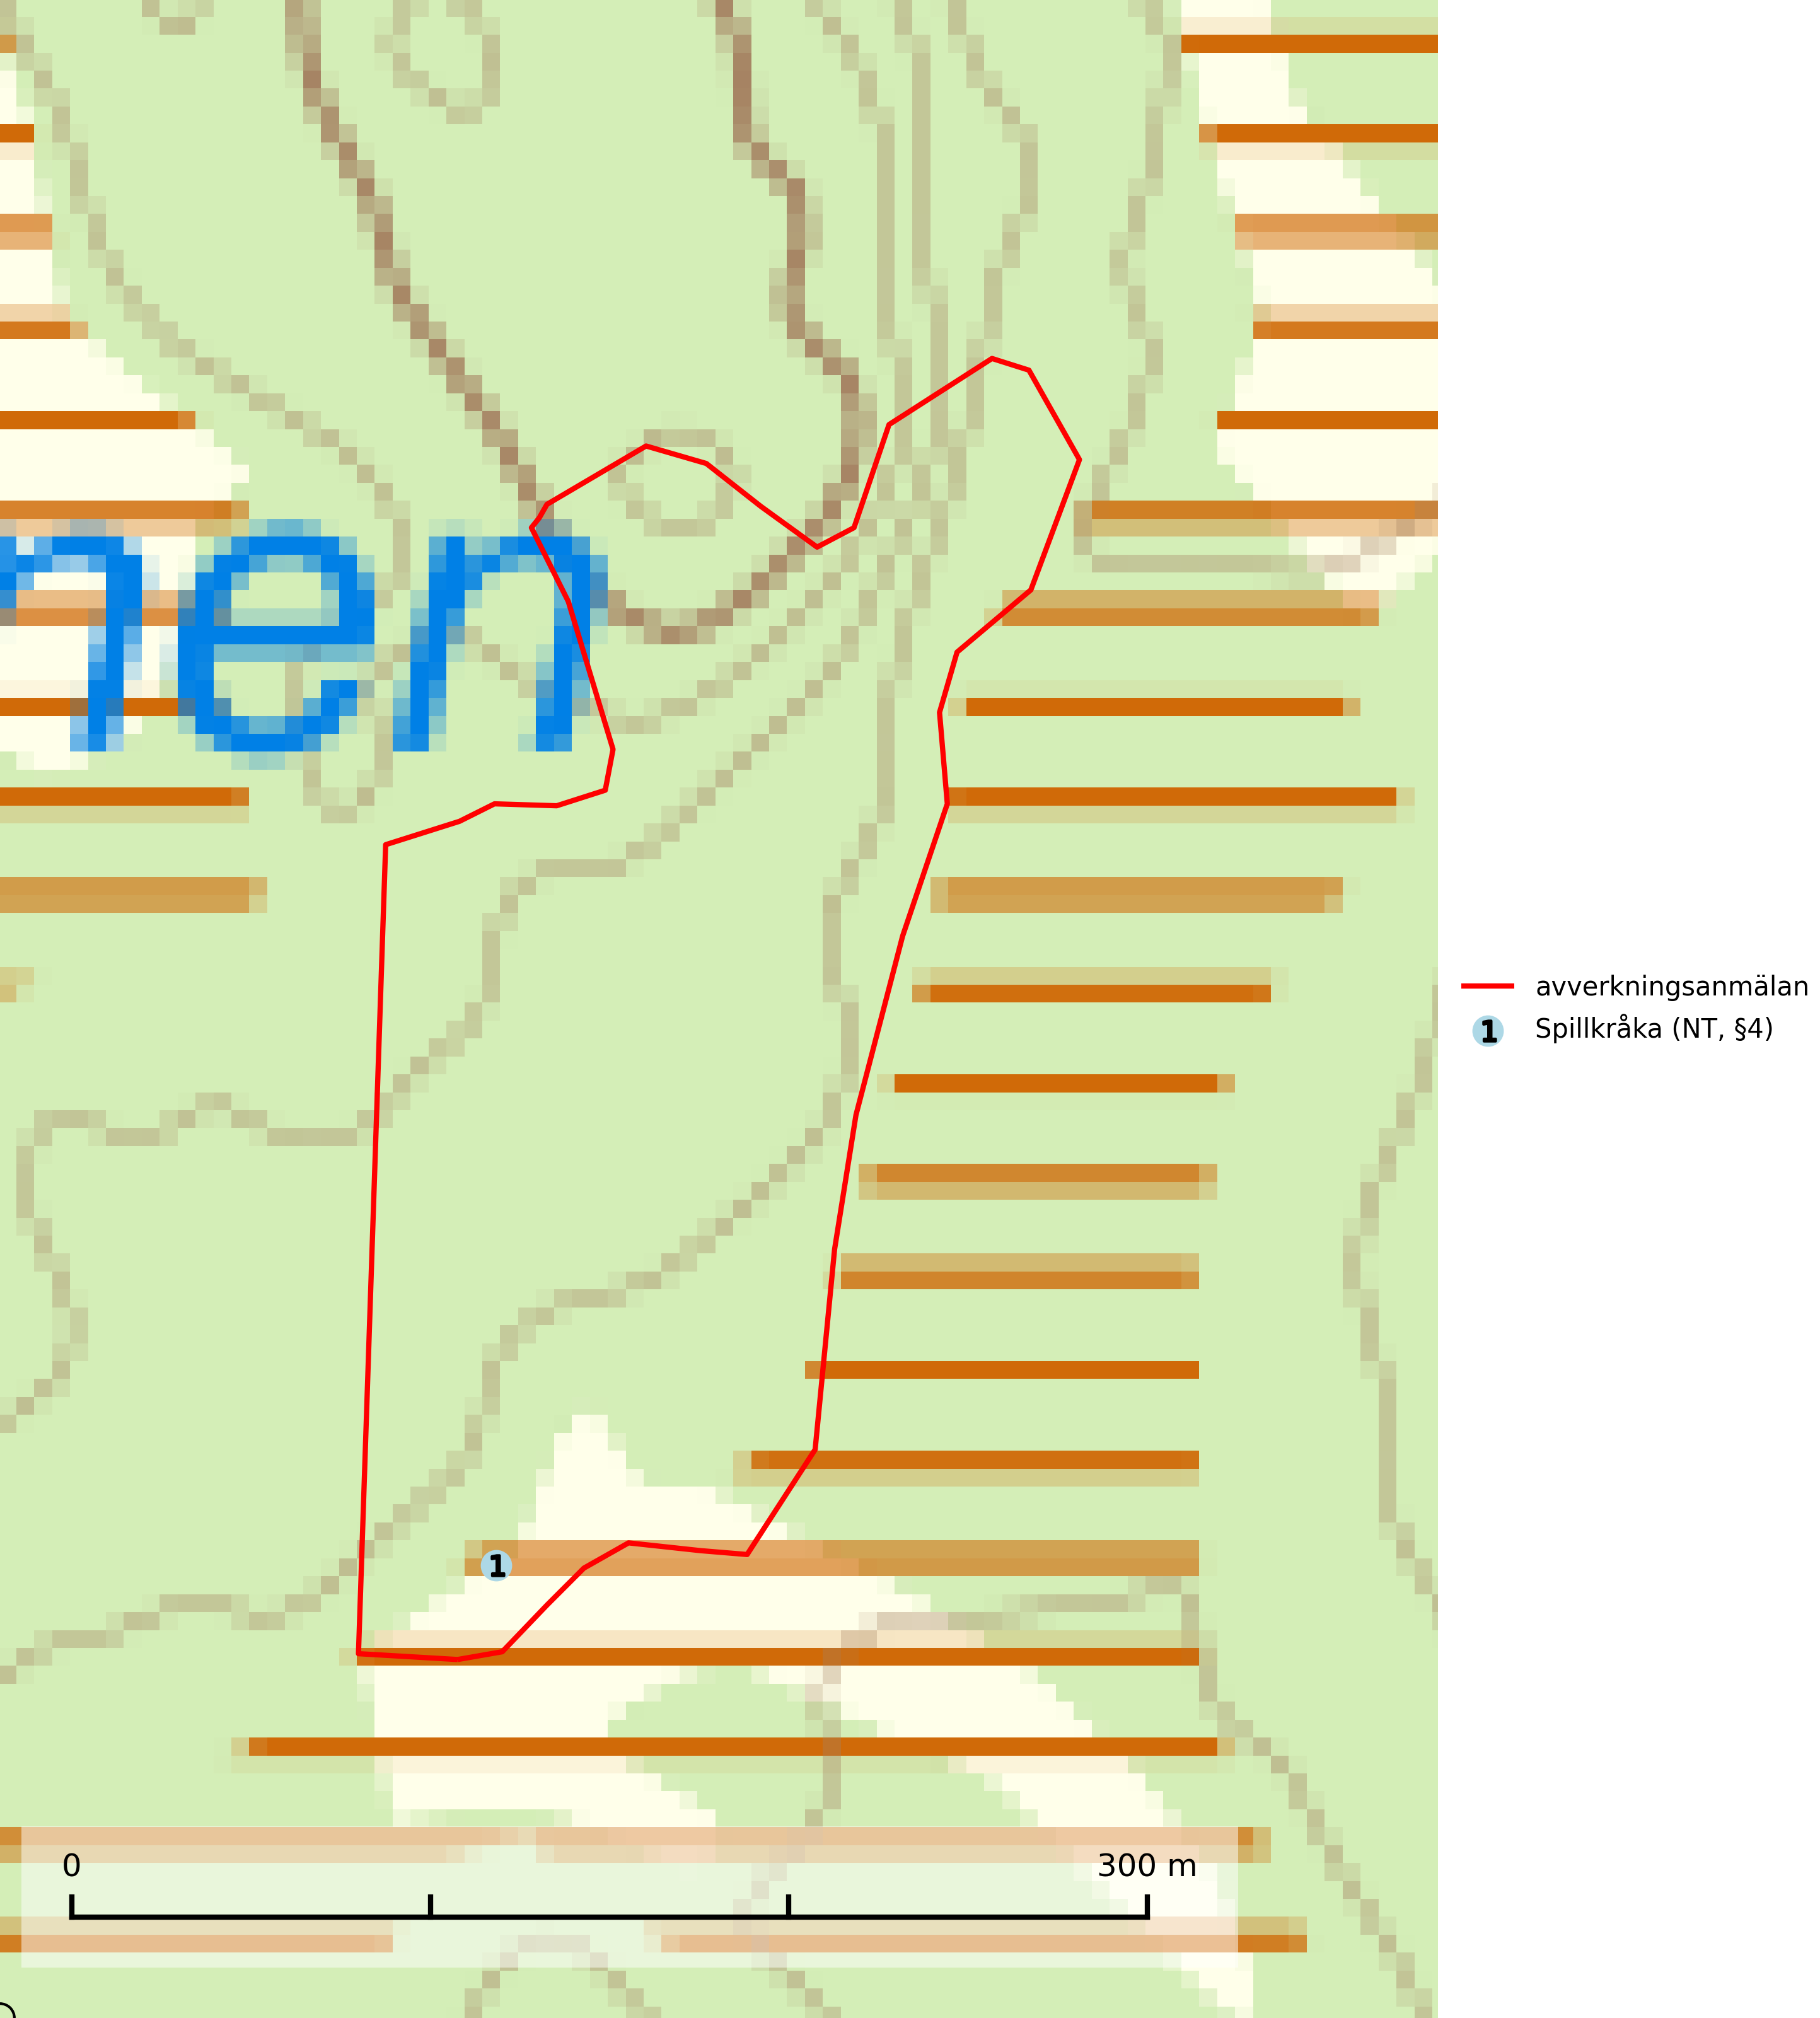 nen
avverkningsanmälan
1 Spillkråka (NT, §4)
1
0 300 m